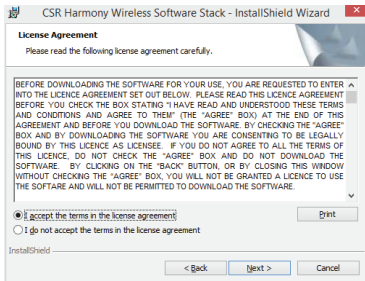 CSR Harmony Wireless Software Stack - InstallShield Wizard
License Agreement
Please read the following license agreement carefully.
BEFORE DOWNLOADING THE SOFTWARE FOR YOUR USE, YOU ARE REQUESTED TO ENTER
INTO THE LICENCE AGREEMENT SET OUT BELOW. PLEASE READ THIS LICENCE AGREEMENT
BEFORE YOU CHECK THE BOX STATING "I HAVE READ AND UNDERSTOOD THESE TERMS
AND CONDITIONS AND AGREE TO THEM" (THE "AGREE" BOX) AT THE END OF THIS
AGREEMENT AND BEFORE YOU DOWNLOAD THE SOFTWARE. BY CHECKING THE "AGREE"
BOX AND BY DOWNLOADING THE SOFTWARE YOU ARE CONSENTING TO BE LEGALLY
BOUND BY THIS LICENCE AS LICENSEE. IF YOU DO NOT AGREE TO ALL THE TERMS OF
THIS LICENCE, DO NOT CHECK THE "AGREE" BOX AND DO NOT DOWNLOAD THE
SOFTWARE. BY CLICKING ON THE "BACK" BUTTON, OR BY CLOSING THIS WINDOW
WITHOUT CHECKING THE "AGREE" BOX, YOU WILL NOT BE GRANTED A LICENCE TO USE
THE SOFTARE AND WILL NOT BE PERMITTED TO DOWNLOAD THE SOFTWARE.
I accept the terms in the license agreement
Print
I do not accept the terms in the license agreement
InstallShield
< Back
Next >
Cancel